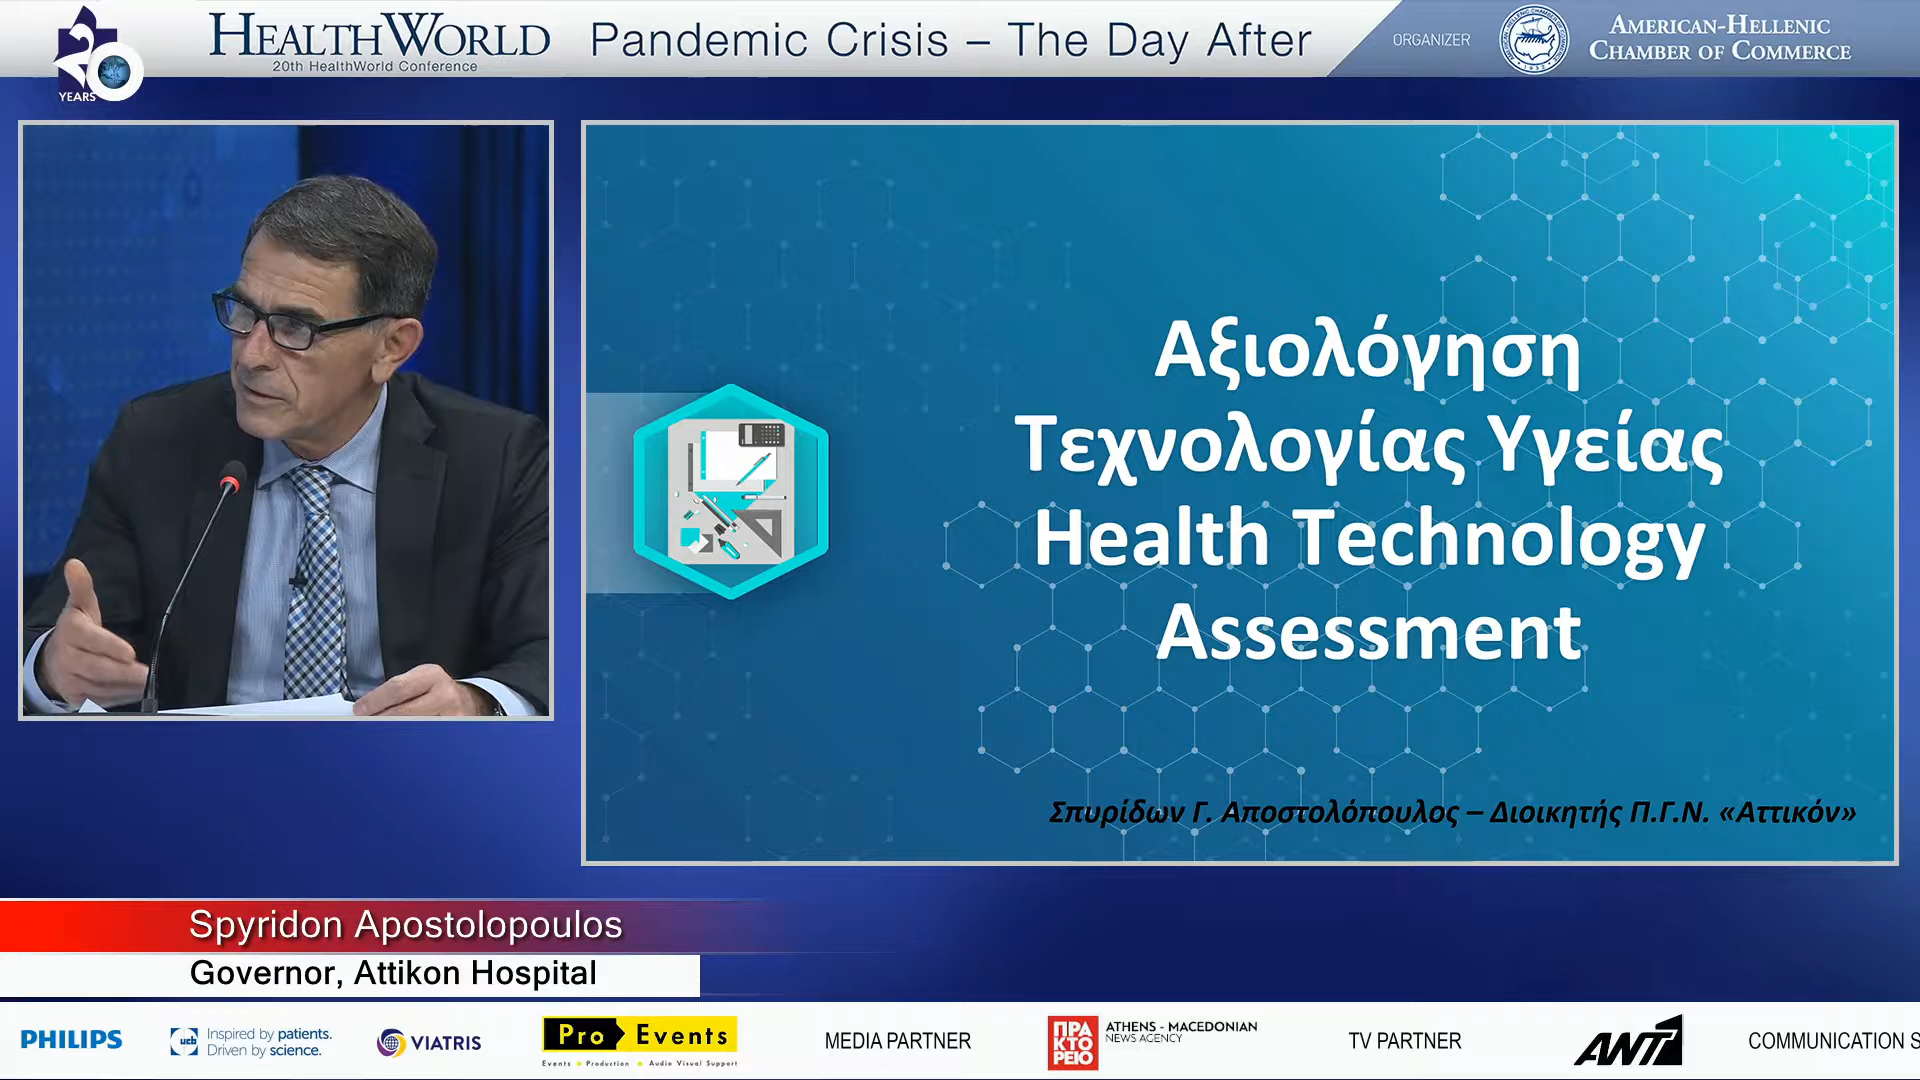 20
YEARS
HEALTHWORLD
20th HealthWorld Conference
Pandemic Crisis – The Day After
ORGANIZER
AMERICAN-HELLENIC
CHAMBER OF COMMERCE
Αξιολόγηση
Τεχνολογίας Υγείας
Health Technology
Assessment
Σπυρίδων Γ. Αποστολόπουλος – Διοικητής Π.Γ.Ν. «Αττικόν»
Spyridon Apostolopoulos
Governor, Attikon Hospital
PHILIPS
ucb
Inspired by patients.
Driven by science.
VIATRIS
Pro Events
Events • Production • Audio Visual Support
MEDIA PARTNER
ΠΡΑ
ΚΤΟ
ΡΕΙΟ
ATHENS - MACEDONIAN
NEWS AGENCY
TV PARTNER
ANT1
COMMUNICATION S